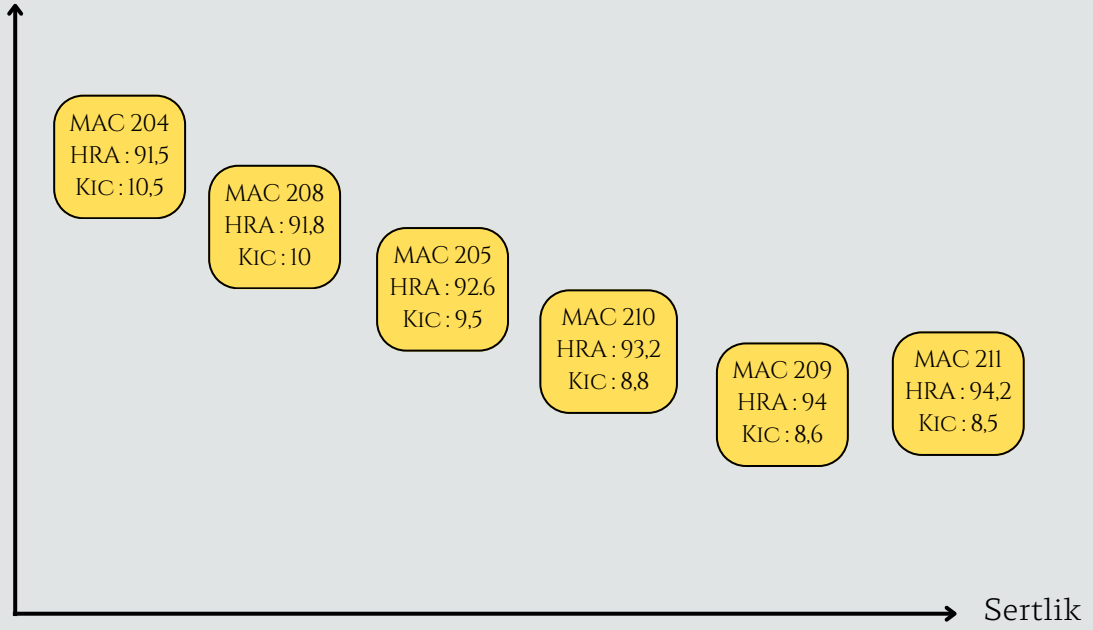 MAC 204
HRA : 91,5
KIC : 10,5
MAC 208
HRA : 91,8
KIC : 10
MAC 205
HRA : 92.6
KIC : 9,5
MAC 210
HRA : 93,2
KIC : 8,8
MAC 209
HRA : 94
KIC : 8,6
MAC 211
HRA : 94,2
KIC : 8,5
Sertlik